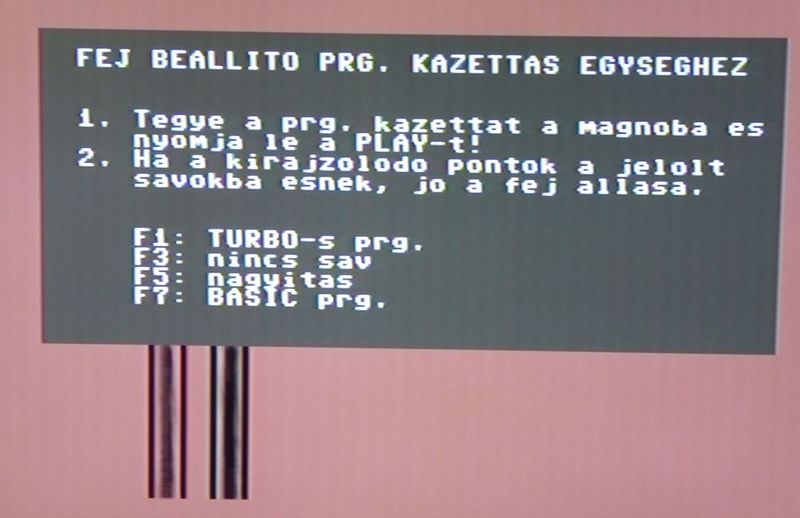 FEJ BEALLITO PRG. KAZETTAS EGYSEGHEZ
1. Tegye a prg. kazettat a magnoba es
nyomja le a PLAY-t!
2. Ha a kirajzolodo pontok a jelolt
savokba esnek, jo a fej allasa.
F1: TURBO-s prg.
F3: nincs sav
F5: nagyitas
F7: BASIC prg.